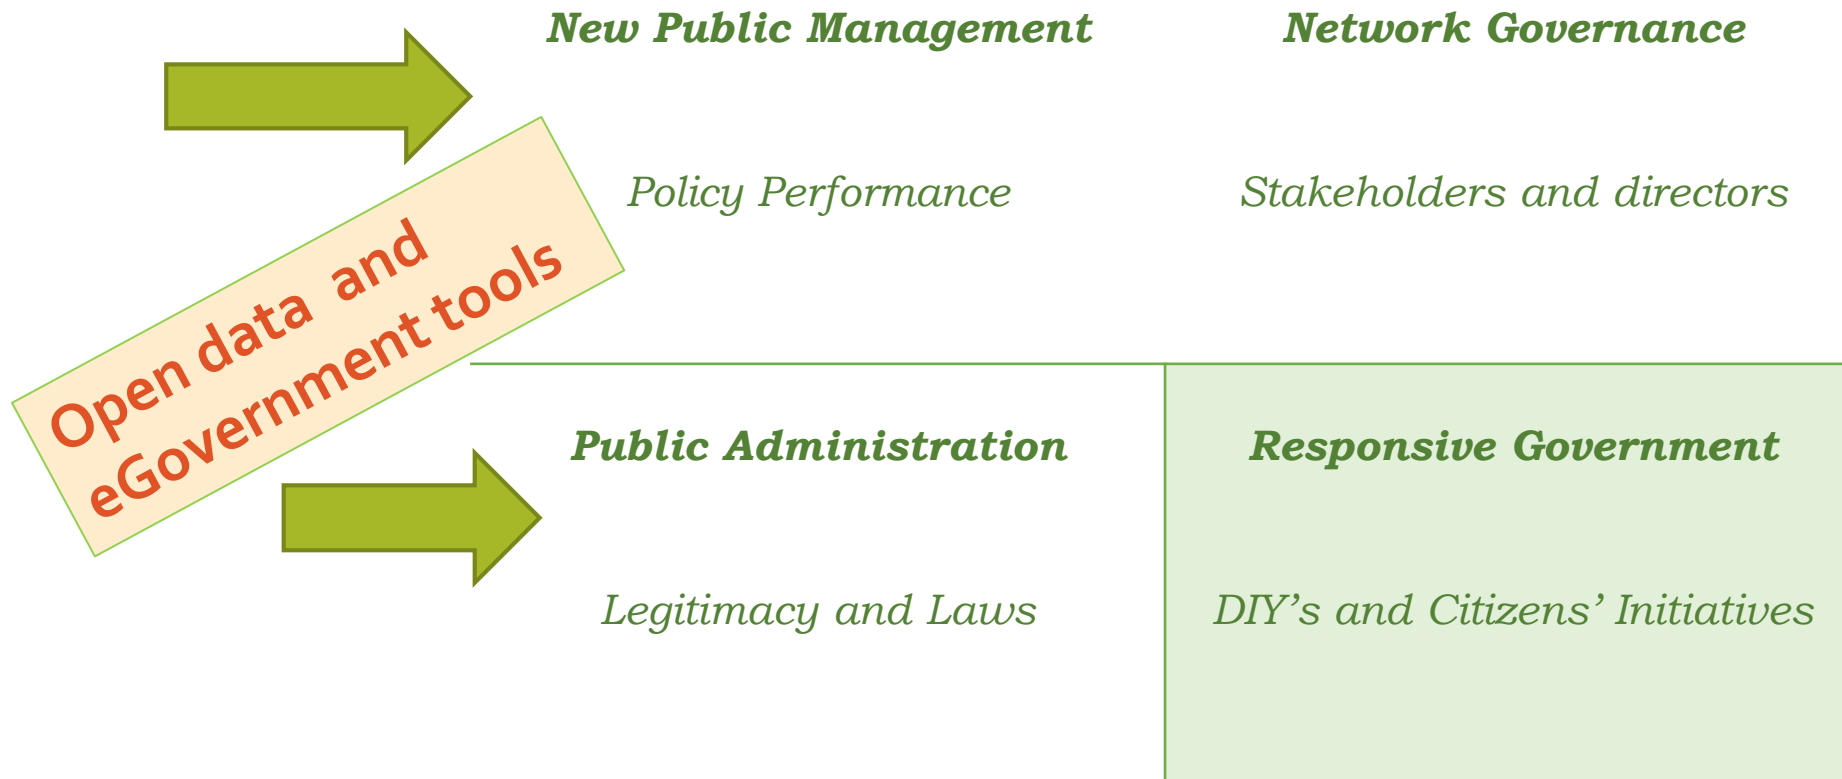 New Public Management
Network Governance
Policy Performance
Stakeholders and directors
Open data and
eGovernment tools
Public Administration
Responsive Government
Legitimacy and Laws
DIY’s and Citizens’ Initiatives